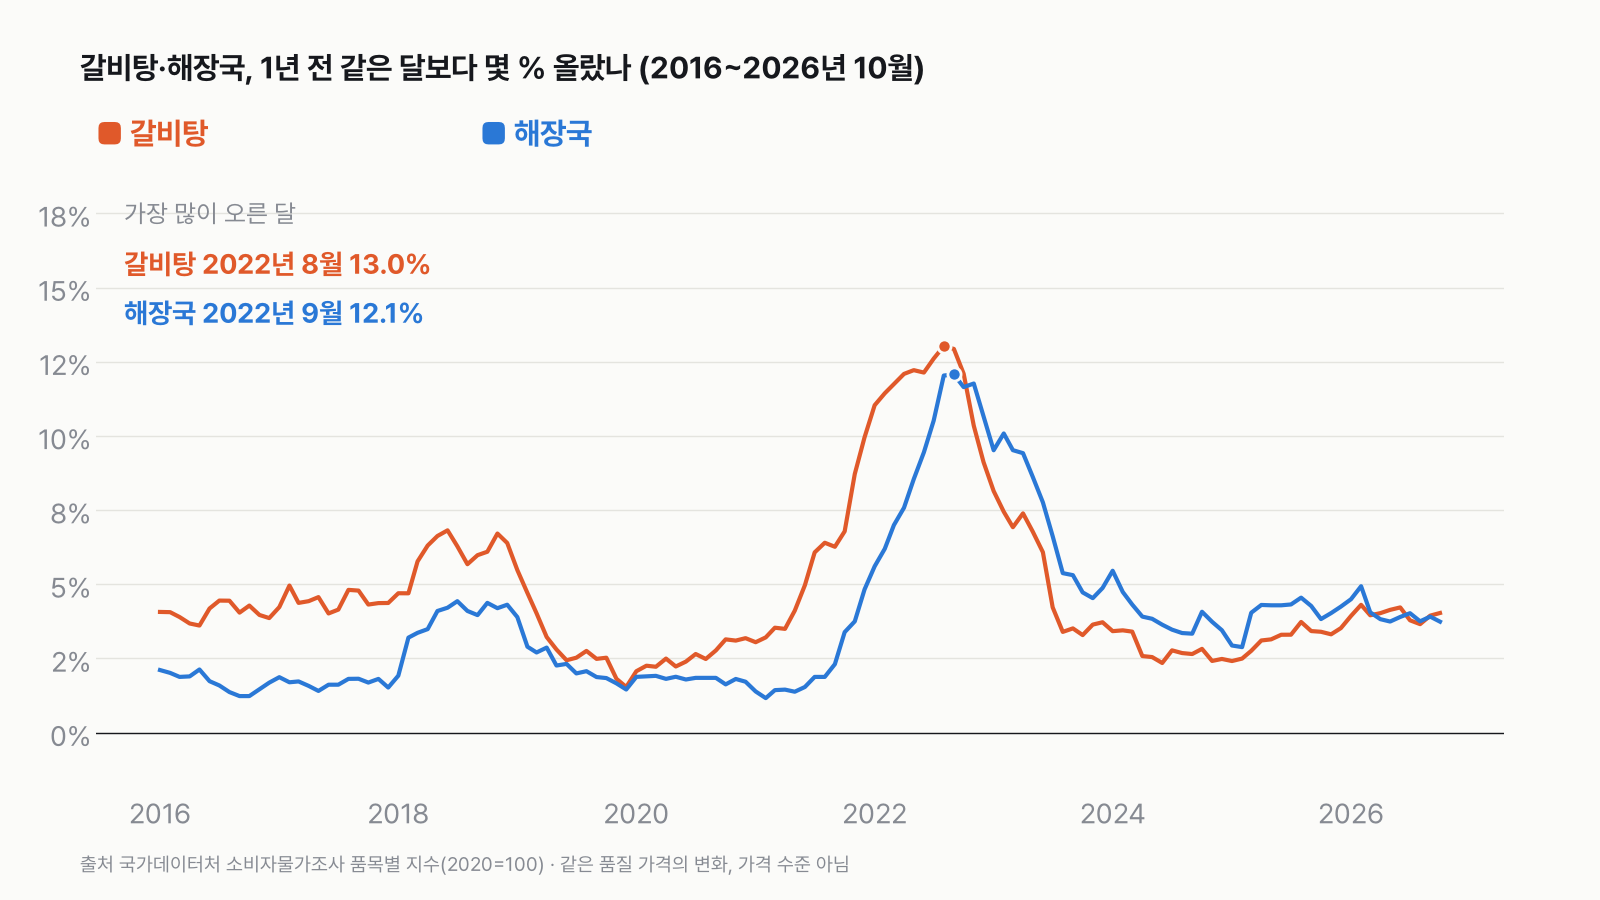 갈비탕·해장국, 1년 전 같은 달보다 몇 % 올랐나 (2016~2026년 10월)
갈비탕 해장국
18% 가장 많이 오른 달
갈비탕 2022년 8월 13.0%
15%
해장국 2022년 9월 12.1%
12%
10%
8%
5%
2%
0%
2016 2018 2020 2022 2024 2026
출처 국가데이터처 소비자물가조사 품목별 지수(2020=100) · 같은 품질 가격의 변화, 가격 수준 아님